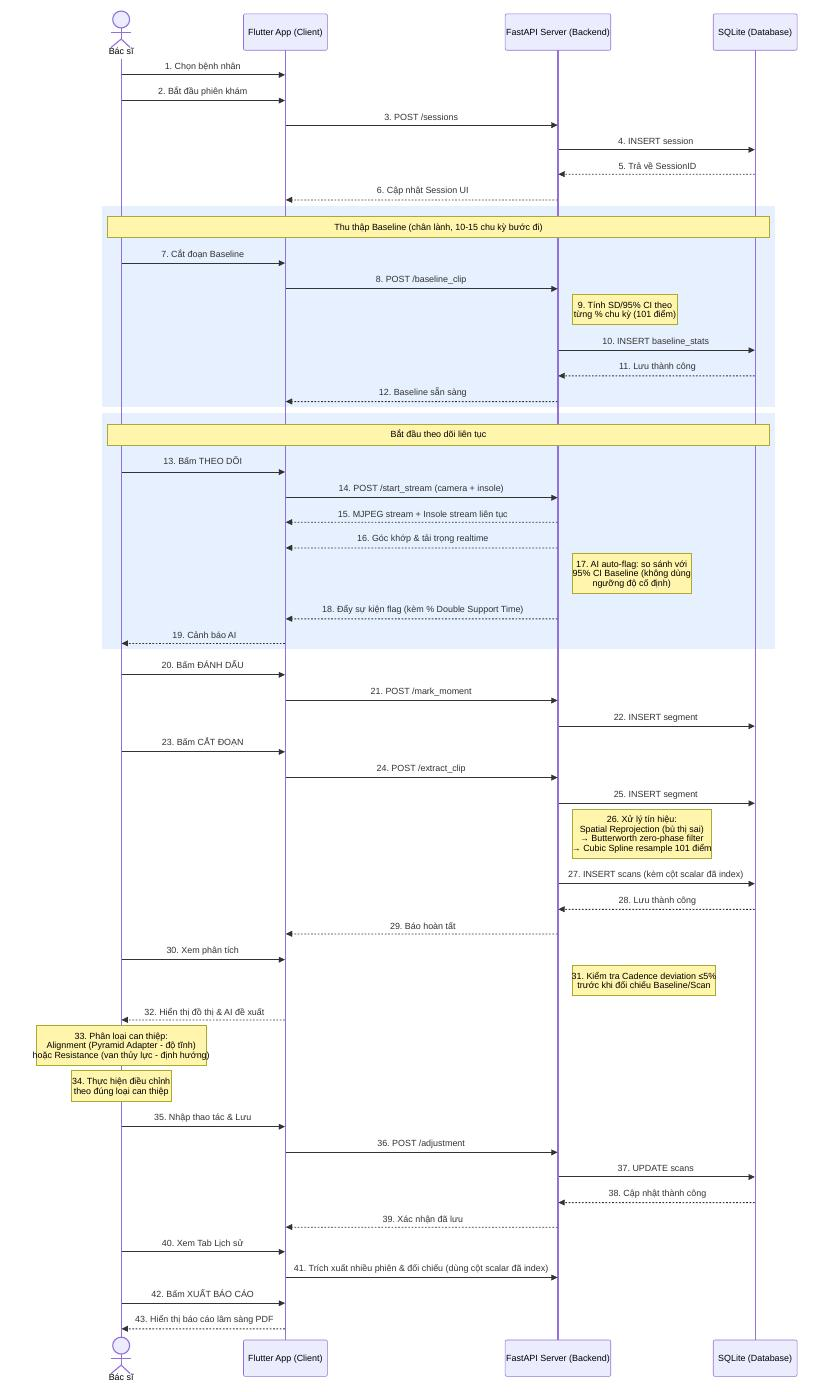 Bác sĩ
Flutter App (Client)
FastAPI Server (Backend)
SQLite (Database)
1. Chọn bệnh nhân
2. Bắt đầu phiên khám
3. POST /sessions
4. INSERT session
5. Trả về SessionID
6. Cập nhật Session UI
Thu thập Baseline (chân lành, 10-15 chu kỳ bước đi)
7. Cắt đoạn Baseline
8. POST /baseline_clip
9. Tính SD/95% CI theo
từng % chu kỳ (101 điểm)
10. INSERT baseline_stats
11. Lưu thành công
12. Baseline sẵn sàng
Bắt đầu theo dõi liên tục
13. Bấm THEO DÕI
14. POST /start_stream (camera + insole)
15. MJPEG stream + Insole stream liên tục
16. Góc khớp & tải trọng realtime
17. AI auto-flag: so sánh với
95% CI Baseline (không dùng
ngưỡng độ cố định)
18. Đẩy sự kiện flag (kèm % Double Support Time)
19. Cảnh báo AI
20. Bấm ĐÁNH DẤU
21. POST /mark_moment
22. INSERT segment
23. Bấm CẮT ĐOẠN
24. POST /extract_clip
25. INSERT segment
26. Xử lý tín hiệu:
Spatial Reprojection (bù thị sai)
→ Butterworth zero-phase filter
→ Cubic Spline resample 101 điểm
27. INSERT scans (kèm cột scalar đã index)
28. Lưu thành công
29. Báo hoàn tất
30. Xem phân tích
31. Kiểm tra Cadence deviation ≤5%
trước khi đối chiếu Baseline/Scan
32. Hiển thị đồ thị & AI đề xuất
33. Phân loại can thiệp:
Alignment (Pyramid Adapter - độ tĩnh)
hoặc Resistance (van thủy lực - định hướng)
34. Thực hiện điều chỉnh
theo đúng loại can thiệp
35. Nhập thao tác & Lưu
36. POST /adjustment
37. UPDATE scans
38. Cập nhật thành công
39. Xác nhận đã lưu
40. Xem Tab Lịch sử
41. Trích xuất nhiều phiên & đối chiếu (dùng cột scalar đã index)
42. Bấm XUẤT BÁO CÁO
43. Hiển thị báo cáo lâm sàng PDF
Bác sĩ
Flutter App (Client)
FastAPI Server (Backend)
SQLite (Database)